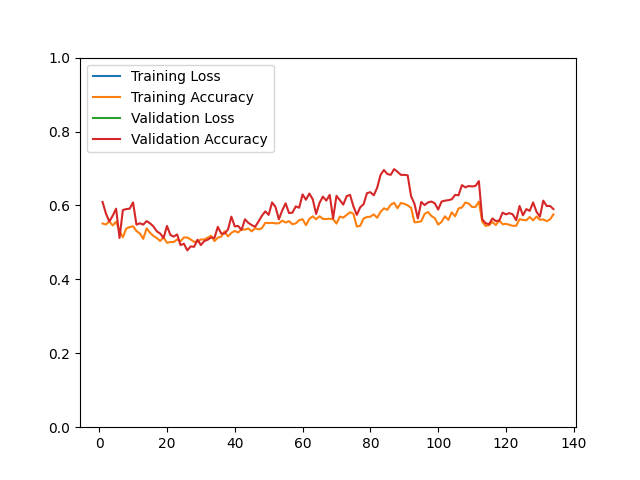 1.0
0.8
0.6
0.4
0.2
0.0
Training Loss
Training Accuracy
Validation Loss
Validation Accuracy
0 20 40 60 80 100 120 140